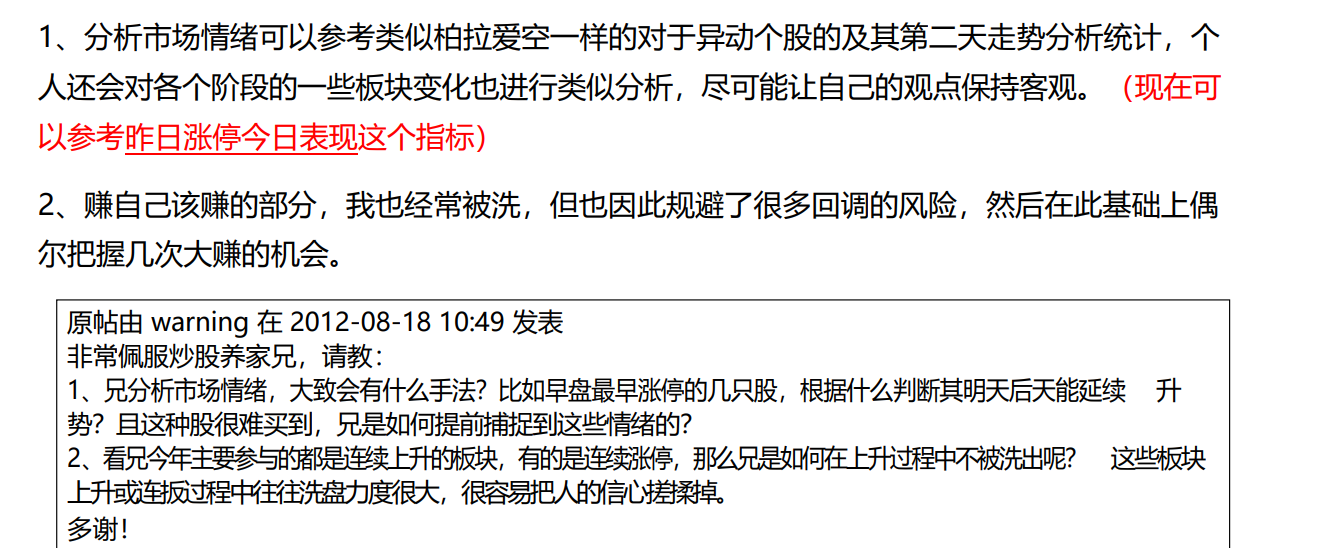 1、分析市场情绪可以参考类似柏拉爱空一样的对于异动个股的及其第二天走势分析统计，个
人还会对各个阶段的一些板块变化也进行类似分析，尽可能让自己的观点保持客观。（现在可
以参考昨日涨停今日表现这个指标）
2、赚自己该赚的部分，我也经常被洗，但也因此规避了很多回调的风险，然后在此基础上偶
尔把握几次大赚的机会。
原帖由 warning 在 2012-08-18 10:49 发表
非常佩服炒股养家兄，请教：
1、兄分析市场情绪，大致会有什么手法？比如早盘最早涨停的几只股，根据什么判断其明天后天能延续 升
势？且这种股很难买到，兄是如何提前捕捉到这些情绪的？
2、看兄今年主要参与的都是连续上升的板块，有的是连续涨停，那么兄是如何在上升过程中不被洗出呢？ 这些板块
上升或连扳过程中往往洗盘力度很大，很容易把人的信心搓揉掉。
多谢！